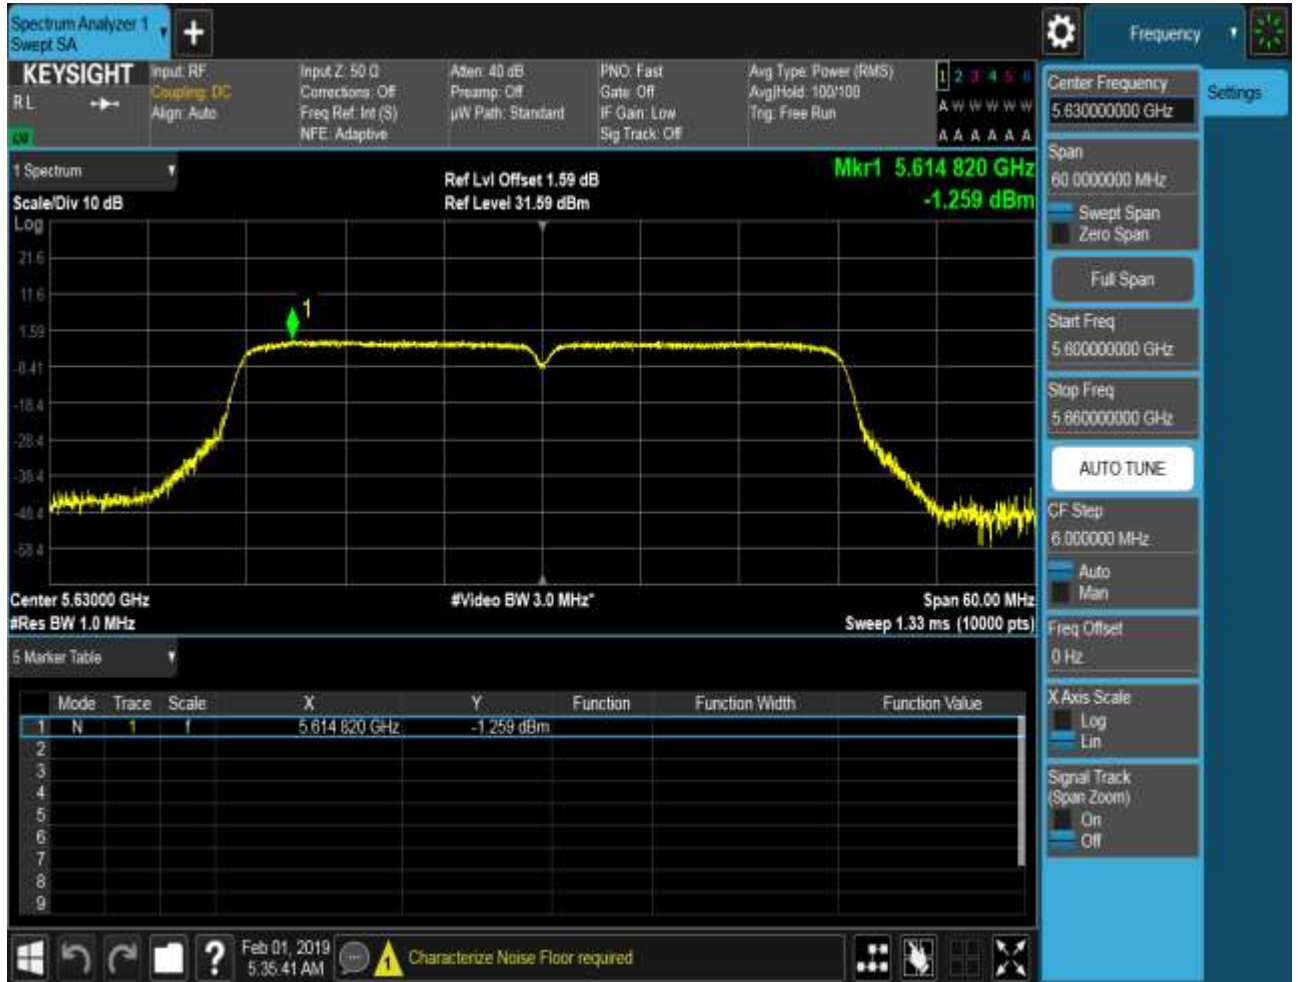 Spectrum Analyzer 1
Swept SA
Frequency
KEYSIGHT
R L
Input: RF
Coupling: DC
Align: Auto
Input Z: 50 Ω
Corrections: Off
Freq Ref: Int (S)
NFE: Adaptive
Atten: 40 dB
Preamp: Off
µW Path: Standard
PNO: Fast
Gate: Off
IF Gain: Low
Sig Track: Off
Avg Type: Power (RMS)
Avg|Hold: 100/100
Trig: Free Run
1 2 3 4 5 6
A W W W W W
A A A A A A
1 Spectrum
Scale/Div 10 dB
Ref Lvl Offset 1.59 dB
Ref Level 31.59 dBm
Mkr1 5.614 820 GHz
-1.259 dBm
Log
21.6
11.6
1.59
-8.41
-18.4
-28.4
-38.4
-48.4
-58.4
1
Center 5.63000 GHz
#Res BW 1.0 MHz
#Video BW 3.0 MHz*
Span 60.00 MHz
Sweep 1.33 ms (10000 pts)
5 Marker Table
Mode Trace Scale X Y Function Function Width Function Value
1 N 1 f 5.614 820 GHz -1.259 dBm
2
3
4
5
6
7
8
9
Feb 01, 2019
5:35:41 AM
1
Characterize Noise Floor required
Settings
Center Frequency
5.630000000 GHz
Span
60.0000000 MHz
Swept Span
Zero Span
Full Span
Start Freq
5.600000000 GHz
Stop Freq
5.660000000 GHz
AUTO TUNE
CF Step
6.000000 MHz
Auto
Man
Freq Offset
0 Hz
X Axis Scale
Log
Lin
Signal Track
(Span Zoom)
On
Off